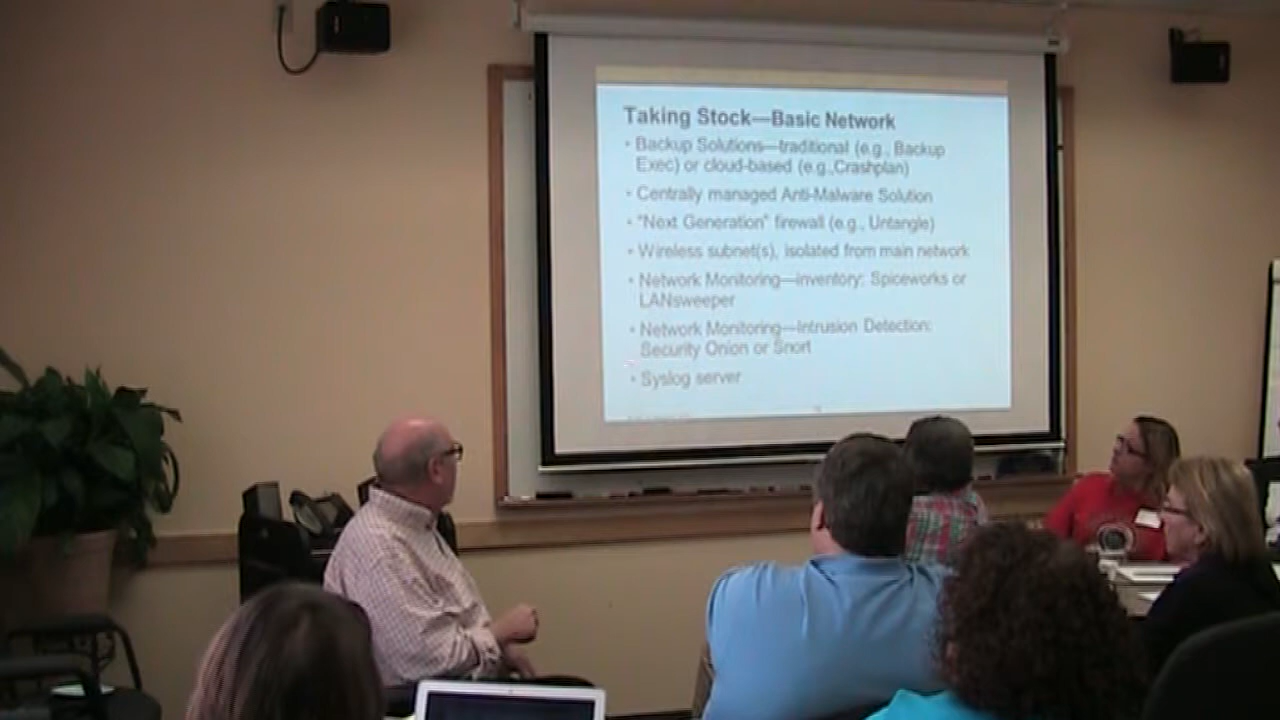 Taking Stock—Basic Network
• Backup Solutions—traditional (e.g., Backup
Exec) or cloud-based (e.g.,Crashplan)
• Centrally managed Anti-Malware Solution
• "Next Generation" firewall (e.g., Untangle)
• Wireless subnet(s), isolated from main network
• Network Monitoring—inventory: Spiceworks or
LANsweeper
• Network Monitoring—Intrusion Detection:
Security Onion or Snort
• Syslog server